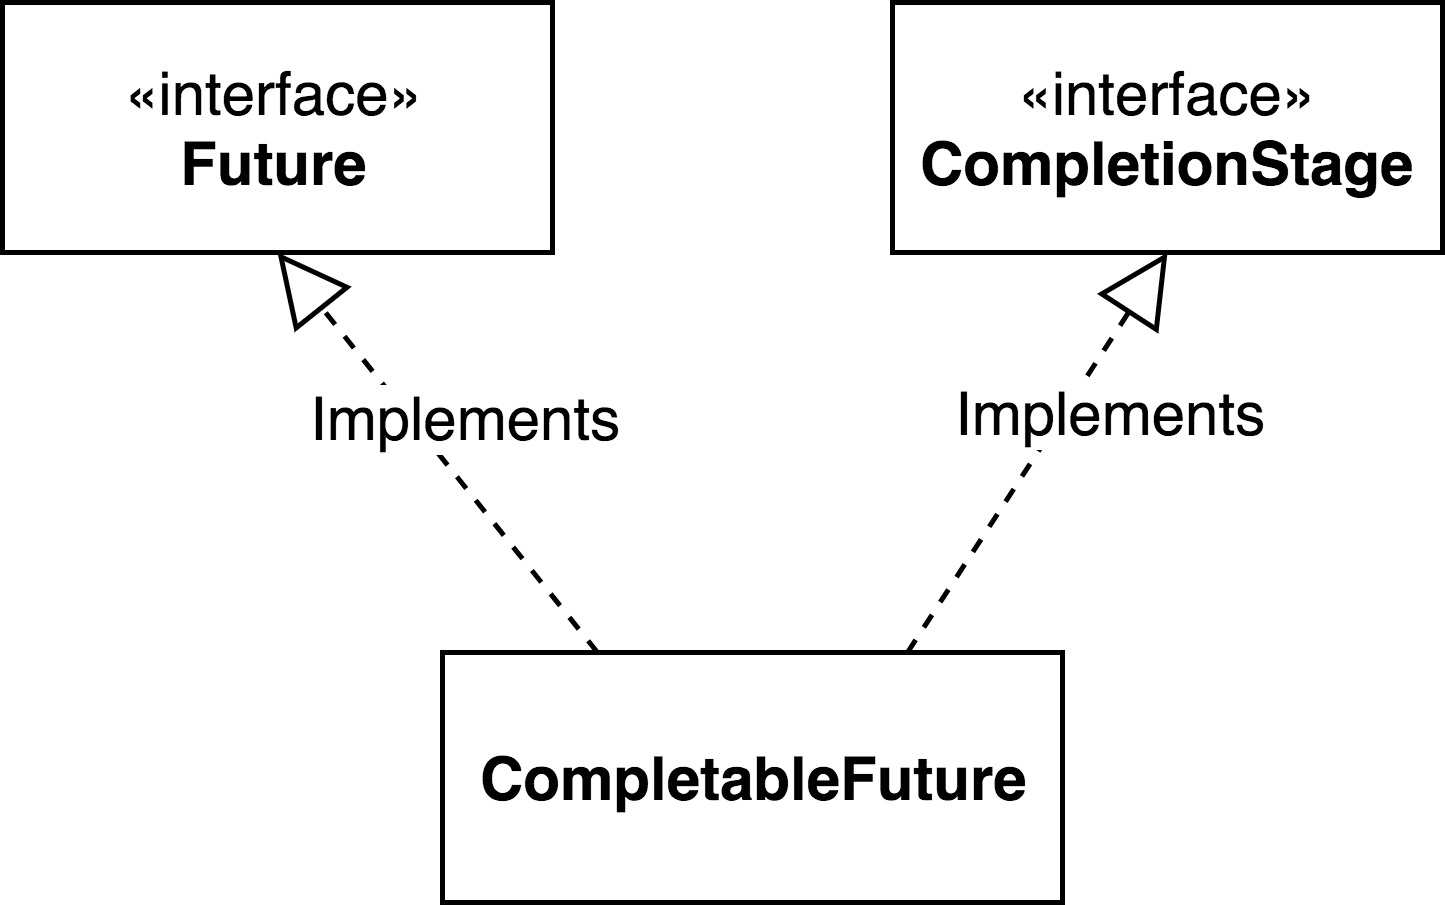 «interface»
Future
«interface»
CompletionStage
Implements
Implements
CompletableFuture